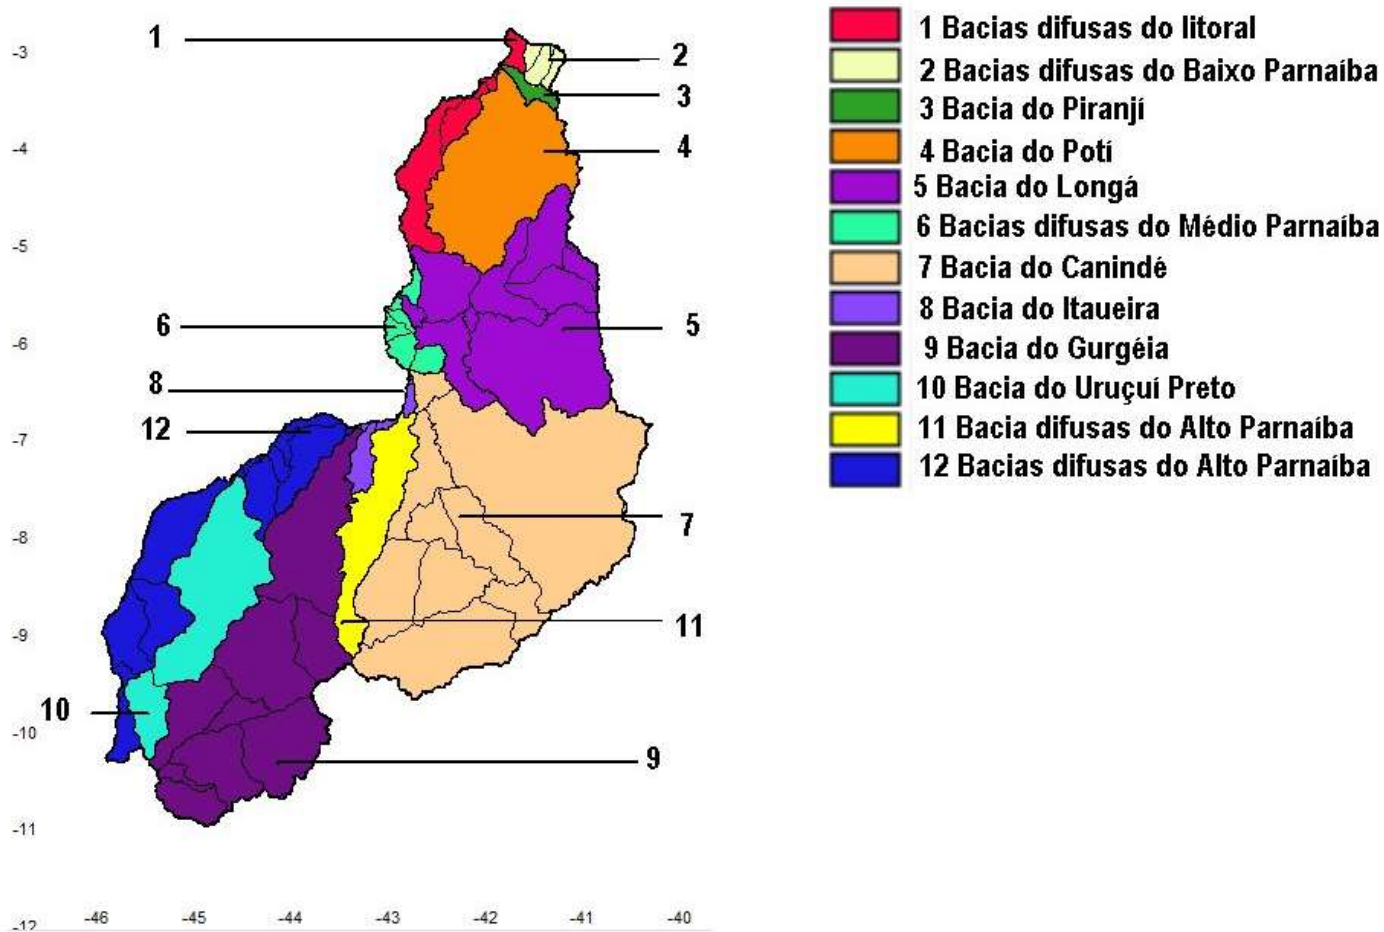 1 Bacias difusas do litoral
2 Bacias difusas do Baixo Parnaíba
3 Bacia do Piranjí
4 Bacia do Potí
5 Bacia do Longá
6 Bacias difusas do Médio Parnaíba
7 Bacia do Canindé
8 Bacia do Itaueira
9 Bacia do Gurgéia
10 Bacia do Uruçuí Preto
11 Bacia difusas do Alto Parnaíba
12 Bacias difusas do Alto Parnaíba
1
2
3
4
6
5
8
12
7
11
10
9
-3
-4
-5
-6
-7
-8
-9
-10
-11
-12
-46 -45 -44 -43 -42 -41 -40